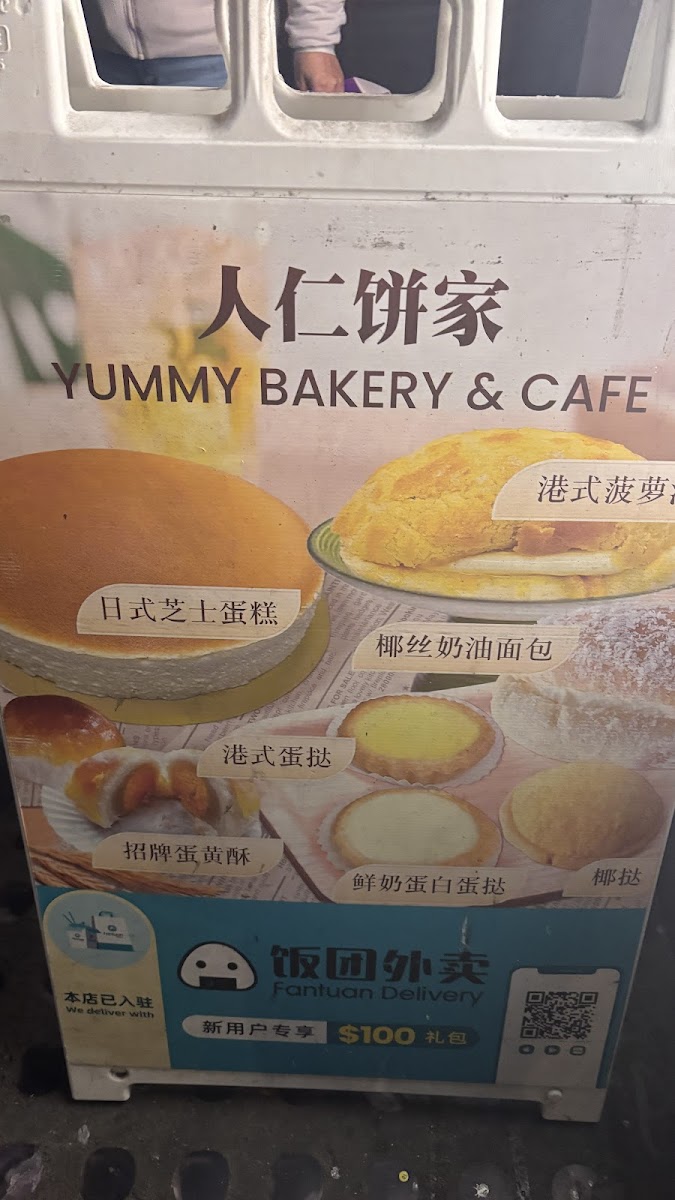 人仁饼家
YUMMY BAKERY & CAFE
港式菠萝
日式芝士蛋糕
椰丝奶油面包
港式蛋挞
招牌蛋黄酥
鲜奶蛋白蛋挞
椰挞
本店已入驻
We deliver with
饭团外卖
Fantuan Delivery
新用户专享 $100 礼包